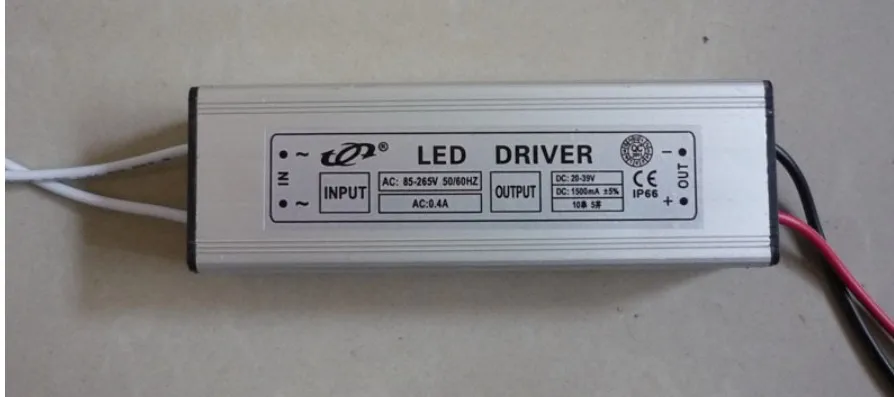 ® LED DRIVER QC
IN
~
~
INPUT
AC: 85-265V 50/60HZ
AC:0.4A
OUTPUT
DC: 20-39V
DC: 1500mA ±5%
10串 5并
CE
IP66
−
+
OUT